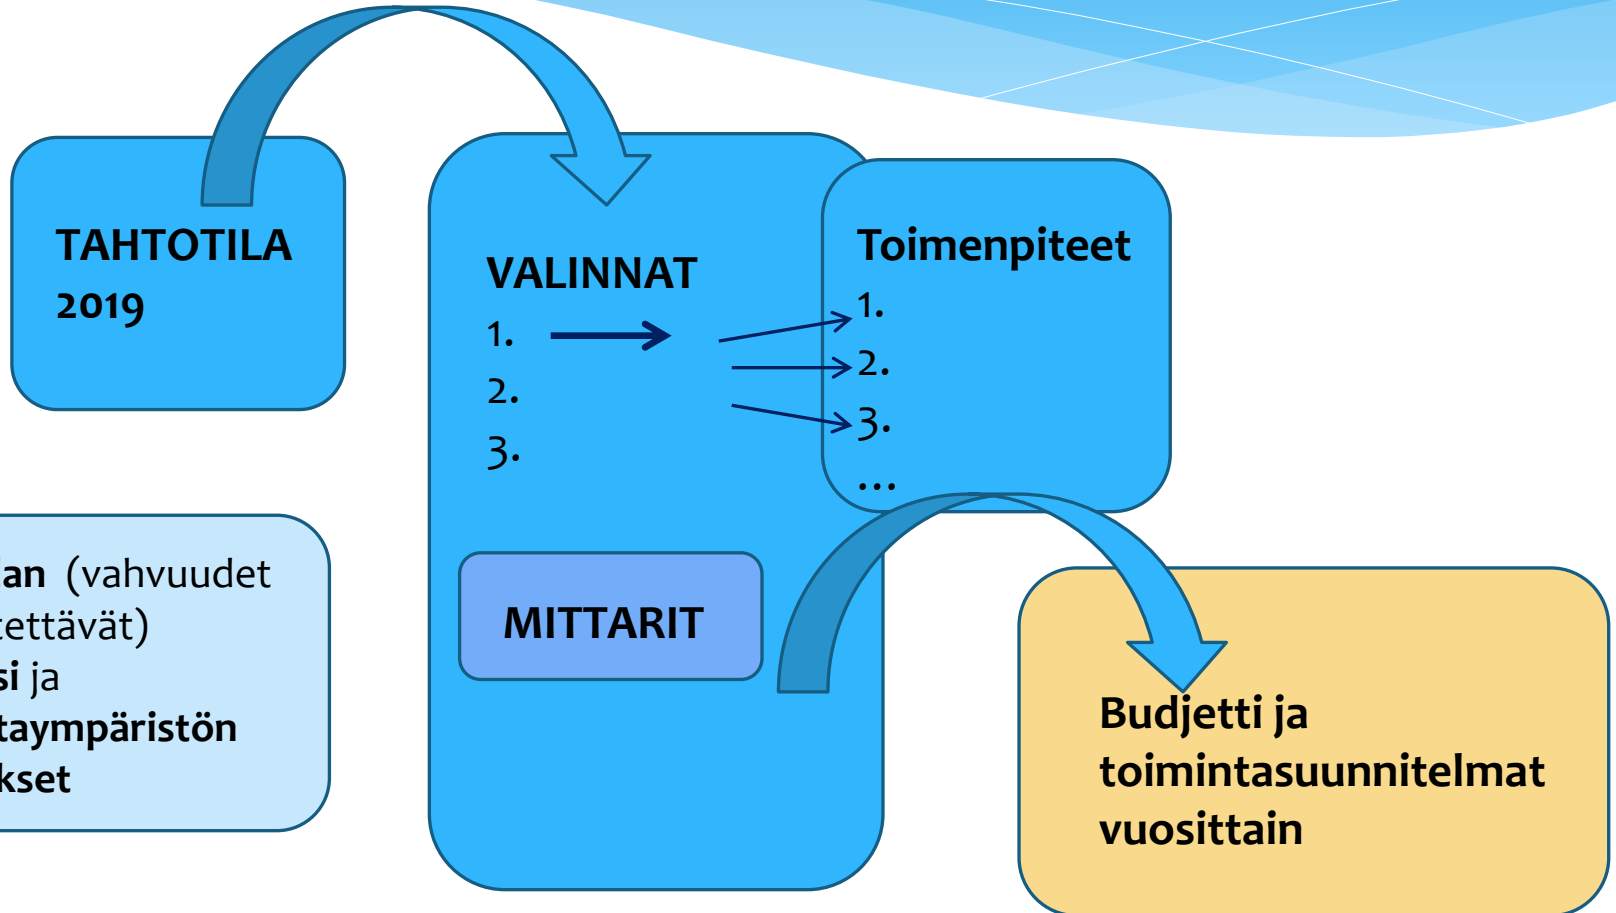 TAHTOTILA
2019
VALINNAT
1.
2.
3.
MITTARIT
Toimenpiteet
1.
2.
3.
...
(vahvuudet
ja
Budjetti ja
toimintasuunnitelmat
vuosittain